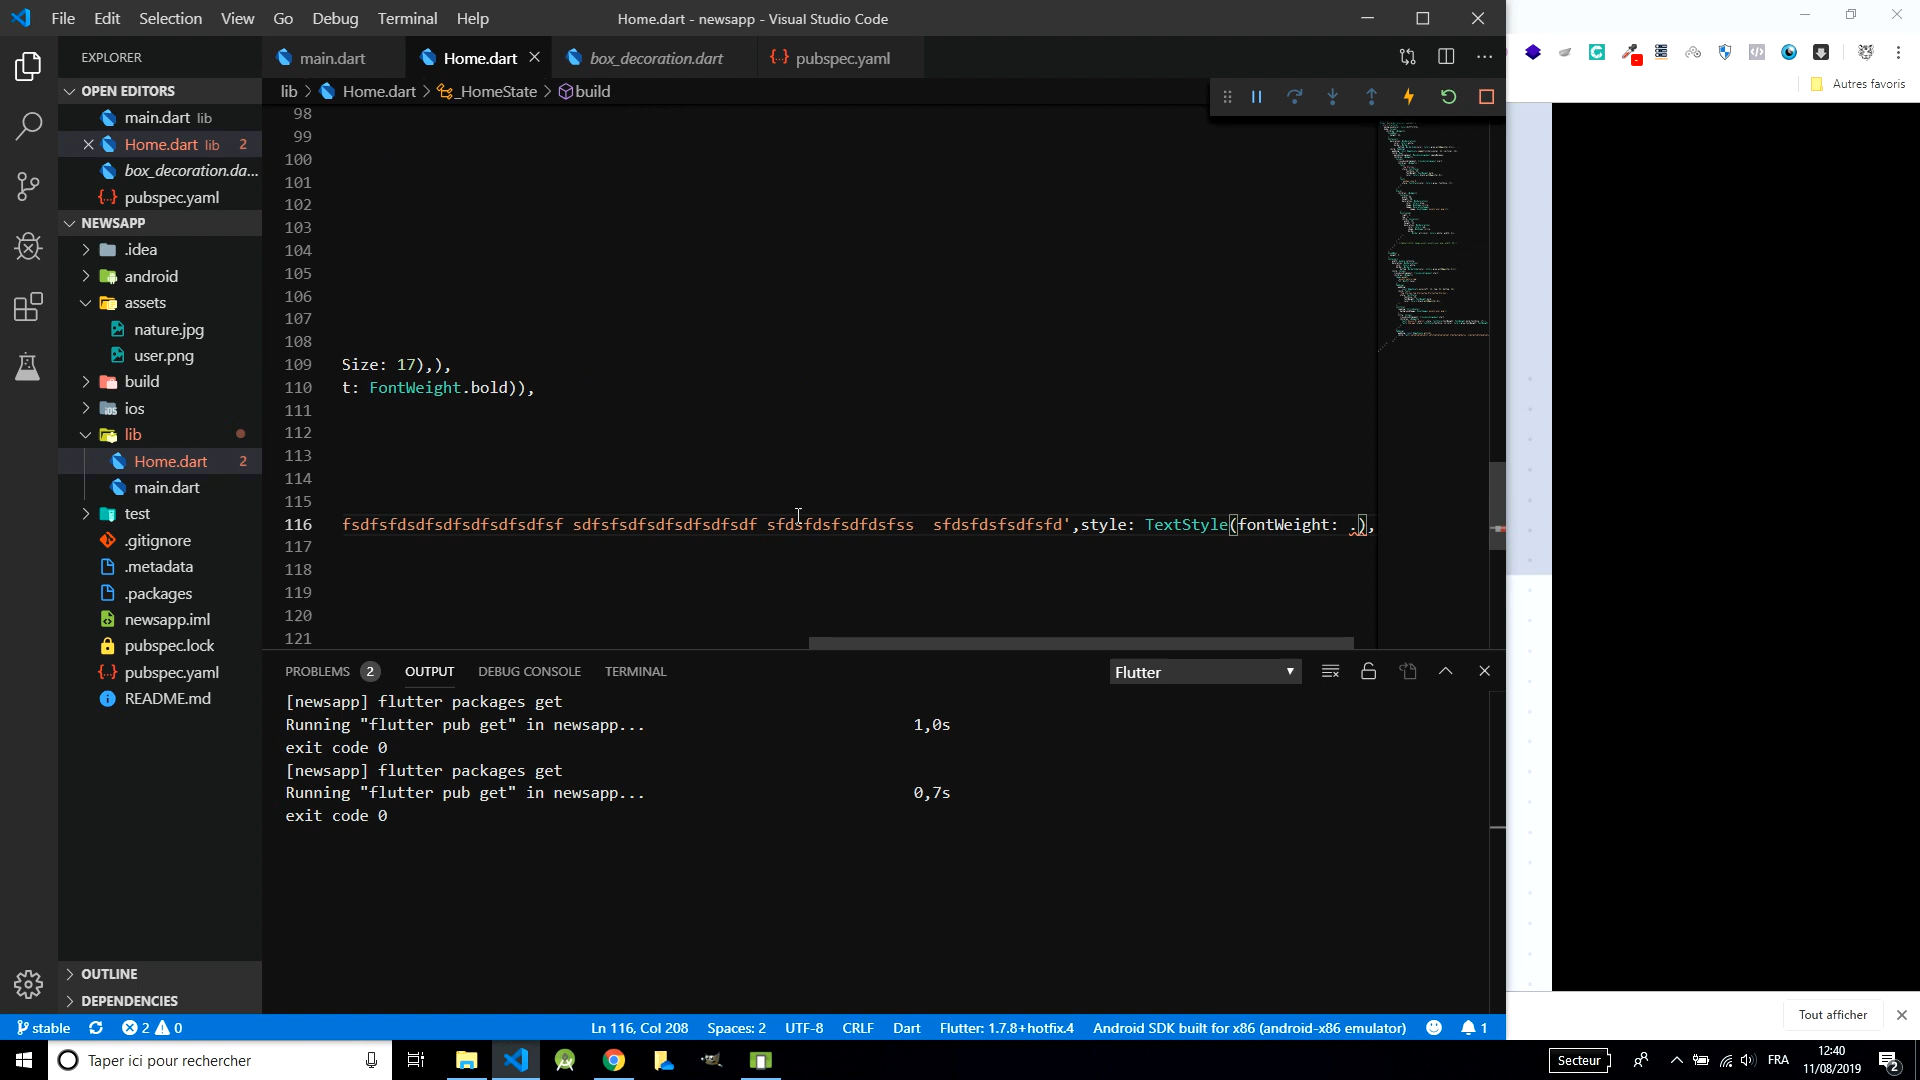 File Edit Selection View Go Debug Terminal Help
Home.dart - newsapp - Visual Studio Code
EXPLORER
main.dart
Home.dart
box_decoration.dart
pubspec.yaml
Autres favoris
OPEN EDITORS
lib > Home.dart > _HomeState > build
main.dart lib
Home.dart lib 2
box_decoration.da...
pubspec.yaml
NEWSAPP
.idea
android
assets
nature.jpg
user.png
build
ios
lib
Home.dart 2
main.dart
test
.gitignore
.metadata
.packages
newsapp.iml
pubspec.lock
pubspec.yaml
README.md
OUTLINE
DEPENDENCIES
98
99
100
101
102
103
104
105
106
107
108
109 Size: 17),),
110 t: FontWeight.bold)),
111
112
113
114
115
116 fsdfsfdsdfsdfsdfsdfsdfsf sdfsfsdfsdfsdfsdfsdf sfdsfdsfsdfdsfss  sfdsfdsfsdfsfd',style: TextStyle(fontWeight: .),
117
118
119
120
121
PROBLEMS 2 OUTPUT DEBUG CONSOLE TERMINAL
Flutter
[newsapp] flutter packages get
Running "flutter pub get" in newsapp... 1,0s
exit code 0
[newsapp] flutter packages get
Running "flutter pub get" in newsapp... 0,7s
exit code 0
Tout afficher
stable 2 0 Ln 116, Col 208 Spaces: 2 UTF-8 CRLF Dart Flutter: 1.7.8+hotfix.4 Android SDK built for x86 (android-x86 emulator) 1
Taper ici pour rechercher
Secteur
FRA
12:40
11/08/2019
2